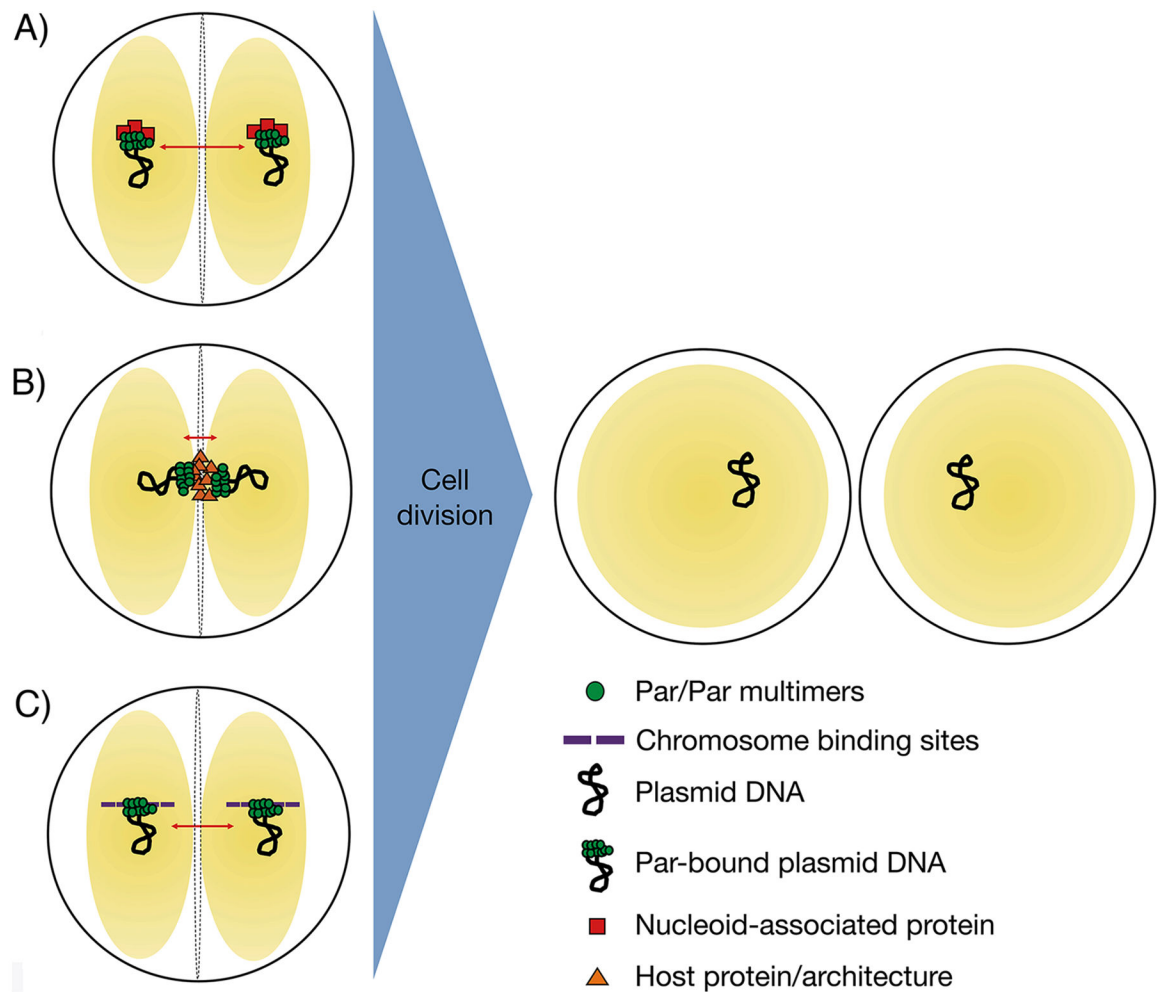 A)
B)
C)
Cell
division
Par/Par multimers
Chromosome binding sites
Plasmid DNA
Par-bound plasmid DNA
Nucleoid-associated protein
Host protein/architecture